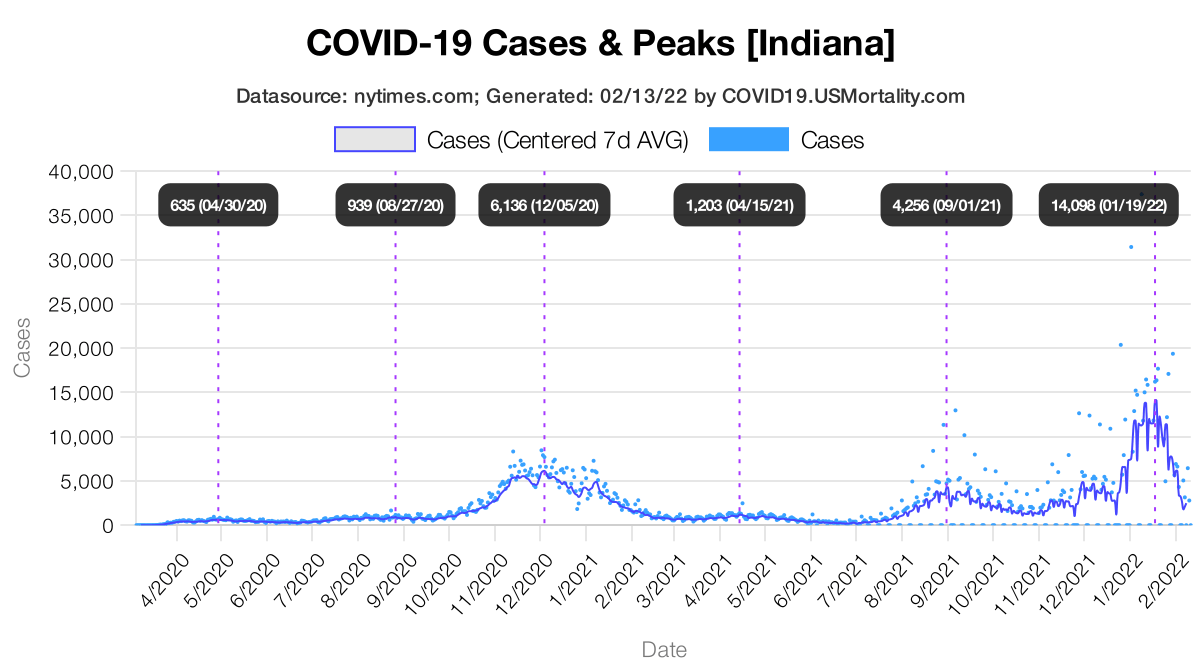 COVID-19 Cases & Peaks [Indiana]
Datasource: nytimes.com; Generated: 02/13/22 by COVID19.USMortality.com
Cases (Centered 7d AVG) Cases
40,000
635 (04/30/20) 939 (08/27/20) 6,136 (12/05/20) 1,203 (04/15/21) 4,256 (09/01/21) 14,098 (01/19/22)
35,000
30,000
25,000
20,000
15,000
10,000
5,000
0
Cases
4/2020 5/2020 6/2020 7/2020 8/2020 9/2020 10/2020 11/2020 12/2020 1/2021 2/2021 3/2021 4/2021 5/2021 6/2021 7/2021 8/2021 9/2021 10/2021 11/2021 12/2021 1/2022 2/2022
Date